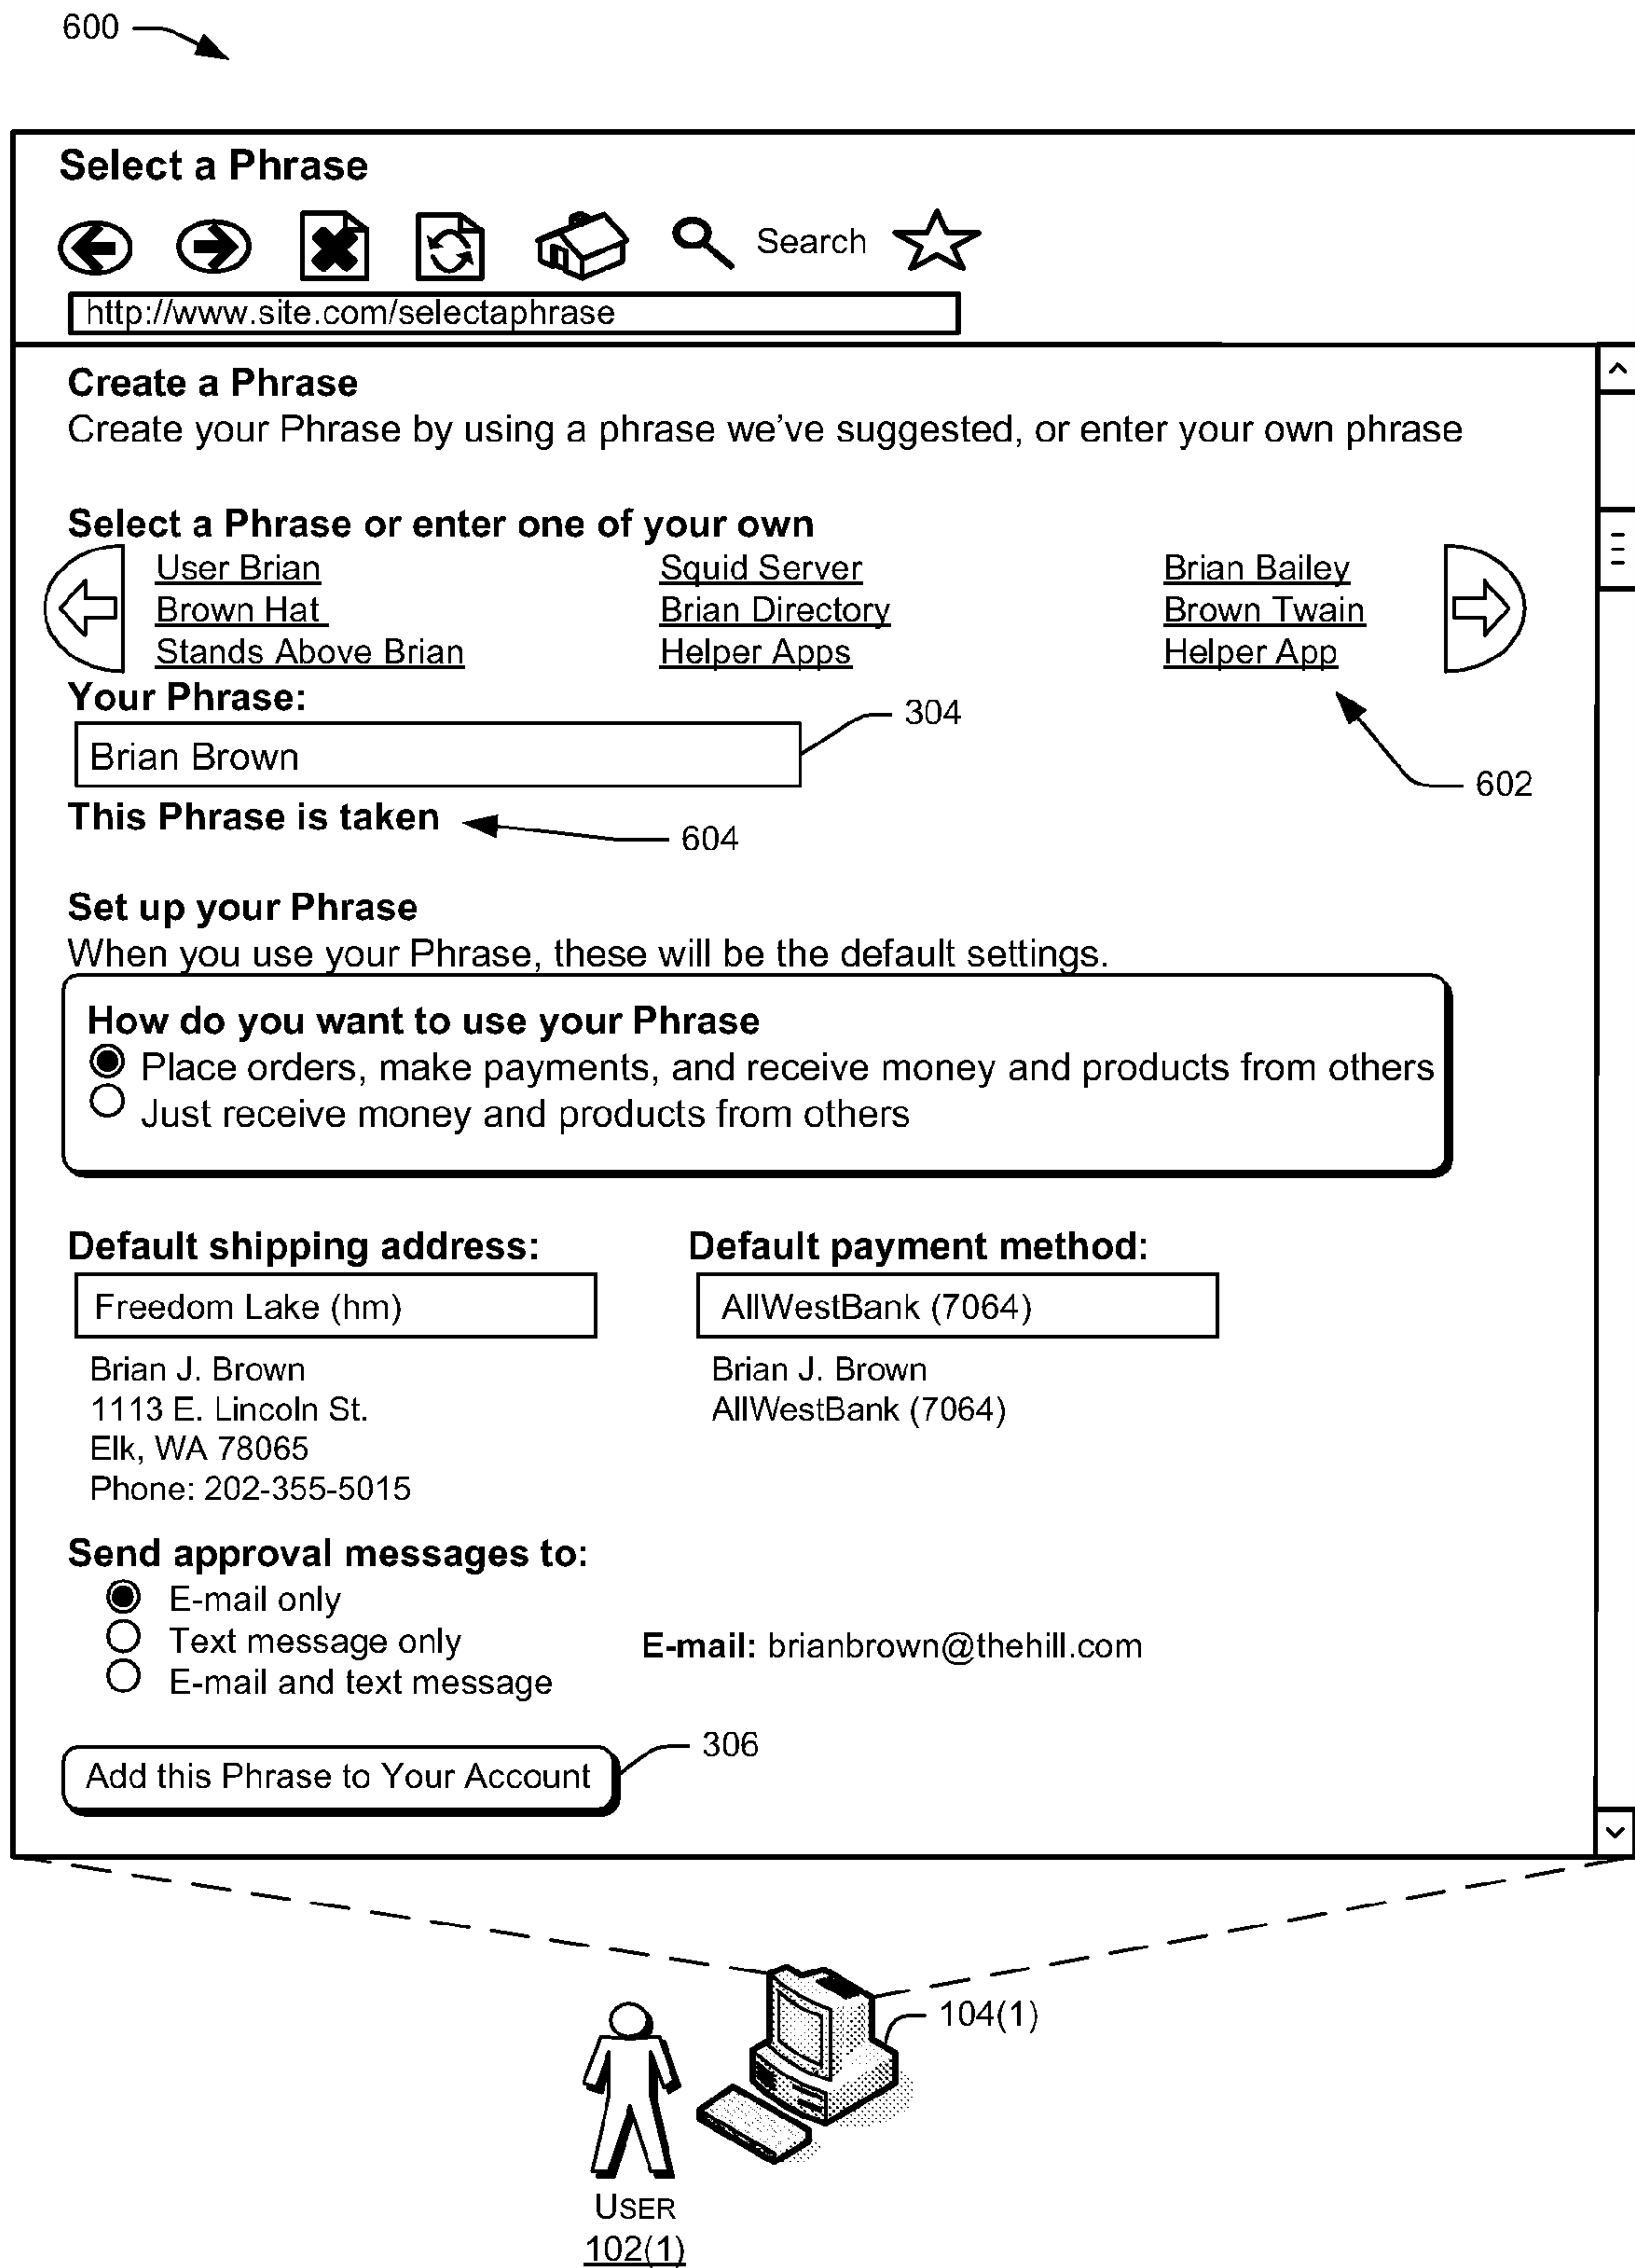 600
Select a Phrase
Search
http://www.site.com/selectaphrase
Create a Phrase
Create your Phrase by using a phrase we've suggested, or enter your own phrase
Select a Phrase or enter one of your own
User Brian Squid Server Brian Bailey
Brown Hat Brian Directory Brown Twain
Stands Above Brian Helper Apps Helper App
Your Phrase:
304
Brian Brown
602
This Phrase is taken
604
Set up your Phrase
When you use your Phrase, these will be the default settings.
How do you want to use your Phrase
Place orders, make payments, and receive money and products from others
Just receive money and products from others
Default shipping address: Default payment method:
Freedom Lake (hm) AllWestBank (7064)
Brian J. Brown Brian J. Brown
1113 E. Lincoln St. AllWestBank (7064)
Elk, WA 78065
Phone: 202-355-5015
Send approval messages to:
E-mail only
Text message only E-mail: brianbrown@thehill.com
E-mail and text message
306
Add this Phrase to Your Account
104(1)
USER
102(1)